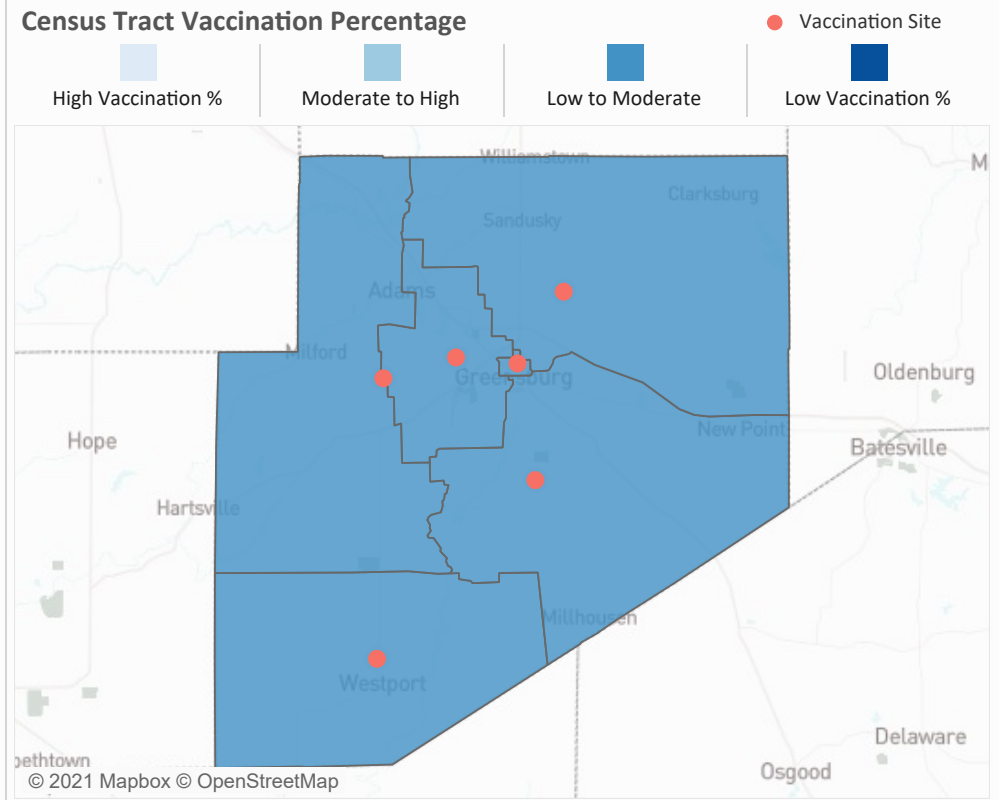 Census Tract Vaccination Percentage
Vaccination Site
High Vaccination %
Moderate to High
Low to Moderate
Low Vaccination %
Williamstown
M
Clarksburg
Sandusky
Adams
Milford
Oldenburg
Greensburg
New Point
Hope
Batesville
Hartsville
Millhousen
Westport
Delaware
bethtown
Osgood
© 2021 Mapbox © OpenStreetMap